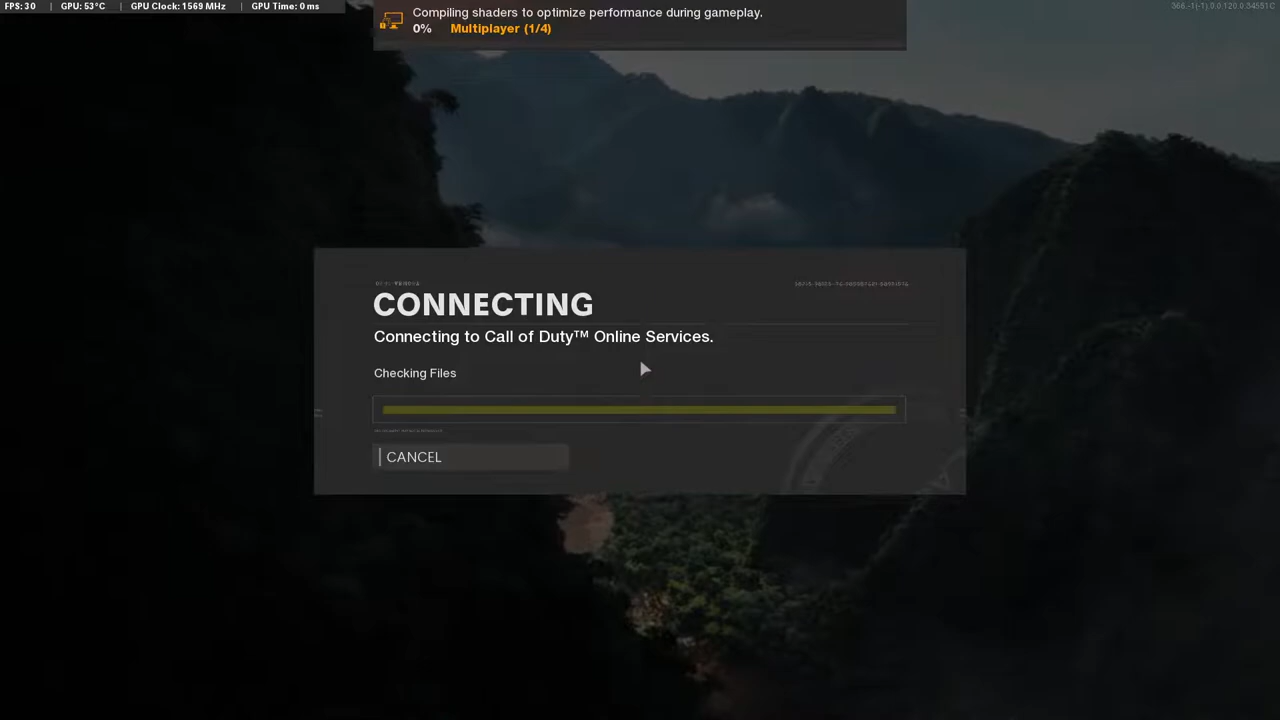 FPS: 30 | GPU: 53°C | GPU Clock: 1569 MHz | GPU Time: 0 ms
Compiling shaders to optimize performance during gameplay.
0% Multiplayer (1/4)
CONNECTING
Connecting to Call of Duty™ Online Services.
Checking Files
CANCEL